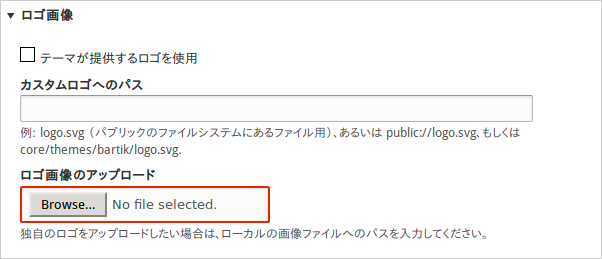 ロゴ画像
テーマが提供するロゴを使用
カスタムロゴへのパス
例: logo.svg （パブリックのファイルシステムにあるファイル用）、あるいは public://logo.svg、もしくは
core/themes/bartik/logo.svg.
ロゴ画像のアップロード
Browse... No file selected.
独自のロゴをアップロードしたい場合は、ローカルの画像ファイルへのパスを入力してください。